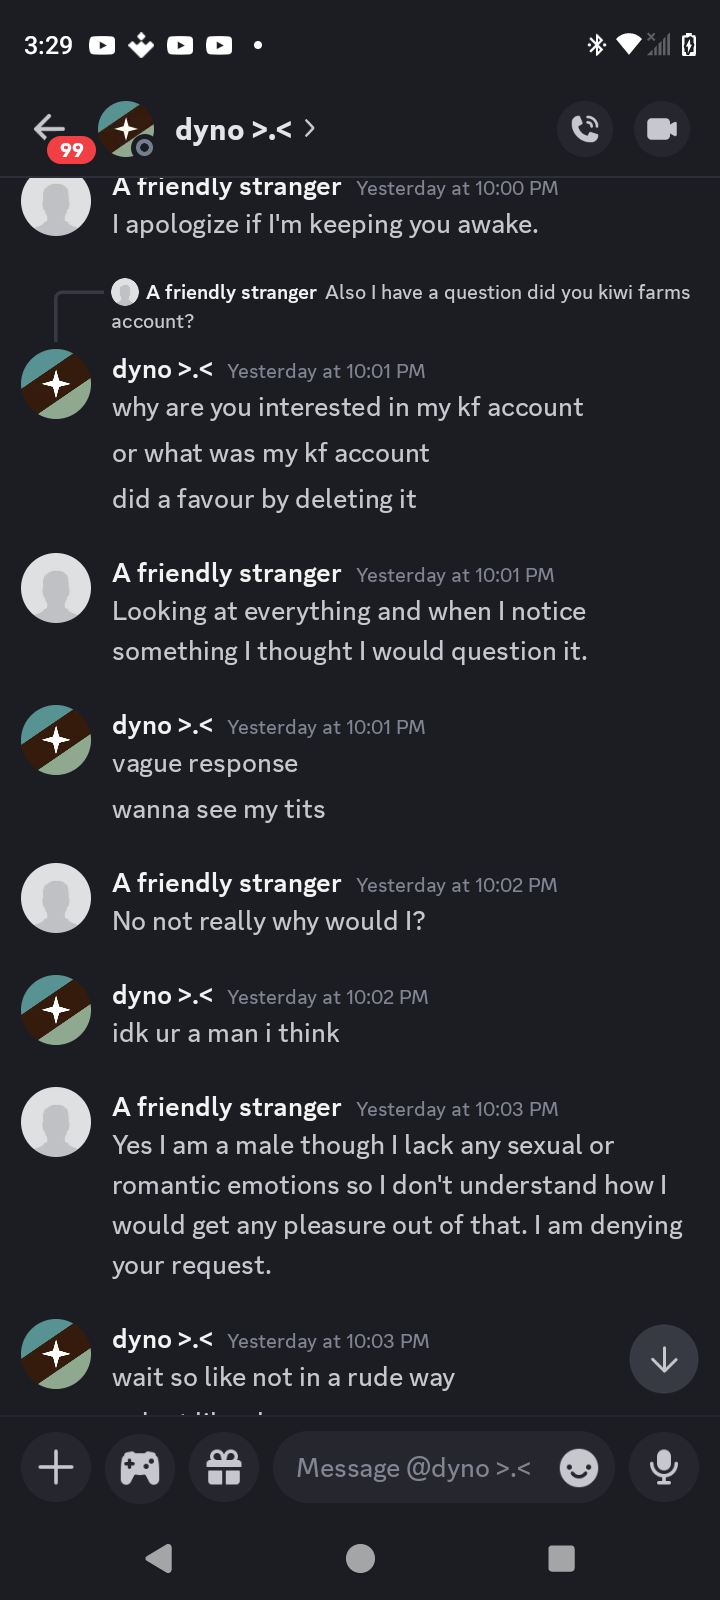 3:29
99
dyno >.<
A friendly stranger Yesterday at 10:00 PM
I apologize if I'm keeping you awake.
A friendly stranger Also I have a question did you kiwi farms
account?
dyno >.< Yesterday at 10:01 PM
why are you interested in my kf account
or what was my kf account
did a favour by deleting it
A friendly stranger Yesterday at 10:01 PM
Looking at everything and when I notice
something I thought I would question it.
dyno >.< Yesterday at 10:01 PM
vague response
wanna see my tits
A friendly stranger Yesterday at 10:02 PM
No not really why would I?
dyno >.< Yesterday at 10:02 PM
idk ur a man i think
A friendly stranger Yesterday at 10:03 PM
Yes I am a male though I lack any sexual or
romantic emotions so I don't understand how I
would get any pleasure out of that. I am denying
your request.
dyno >.< Yesterday at 10:03 PM
wait so like not in a rude way
Message @dyno >.<